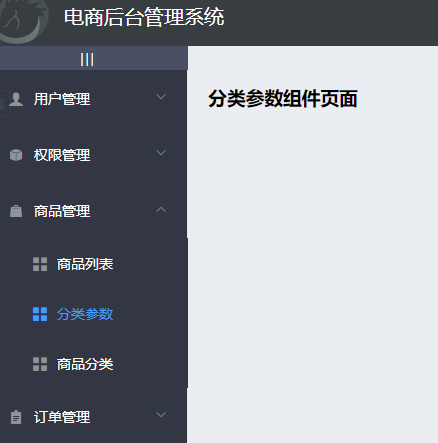 电商后台管理系统
|||
用户管理
权限管理
商品管理
商品列表
分类参数
商品分类
订单管理
分类参数组件页面